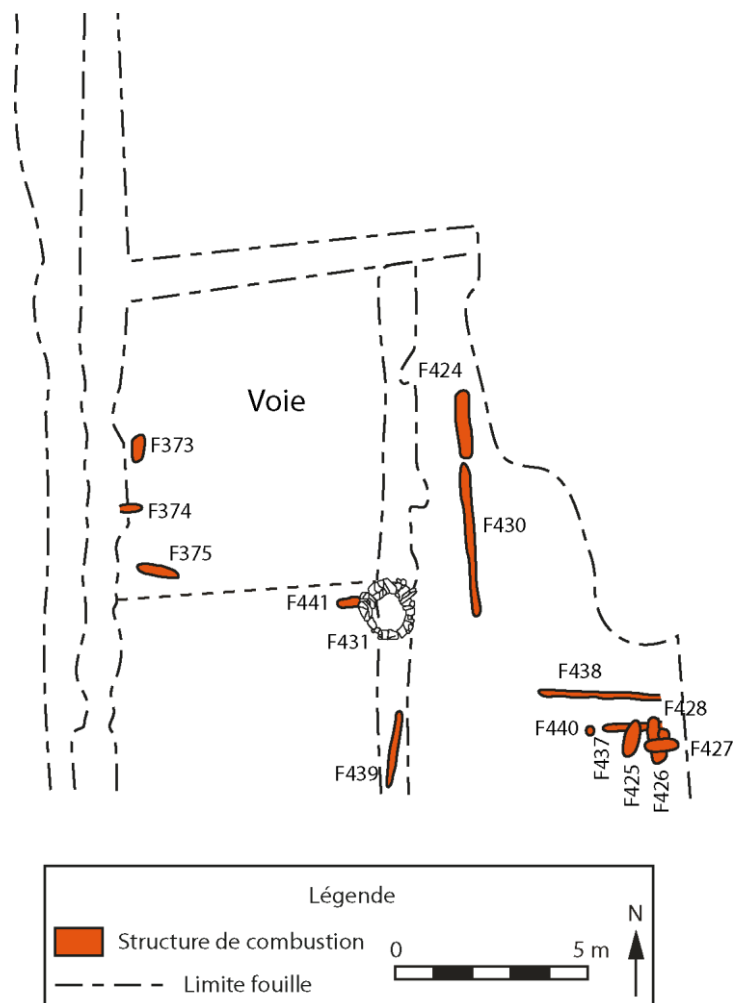 F424
Voie
F373
F374
F430
F375
F441
F431
F438
F428
F440
F427
F437
F425
F426
F439
Légende
Structure de combustion
0 5 m
N
Limite fouille